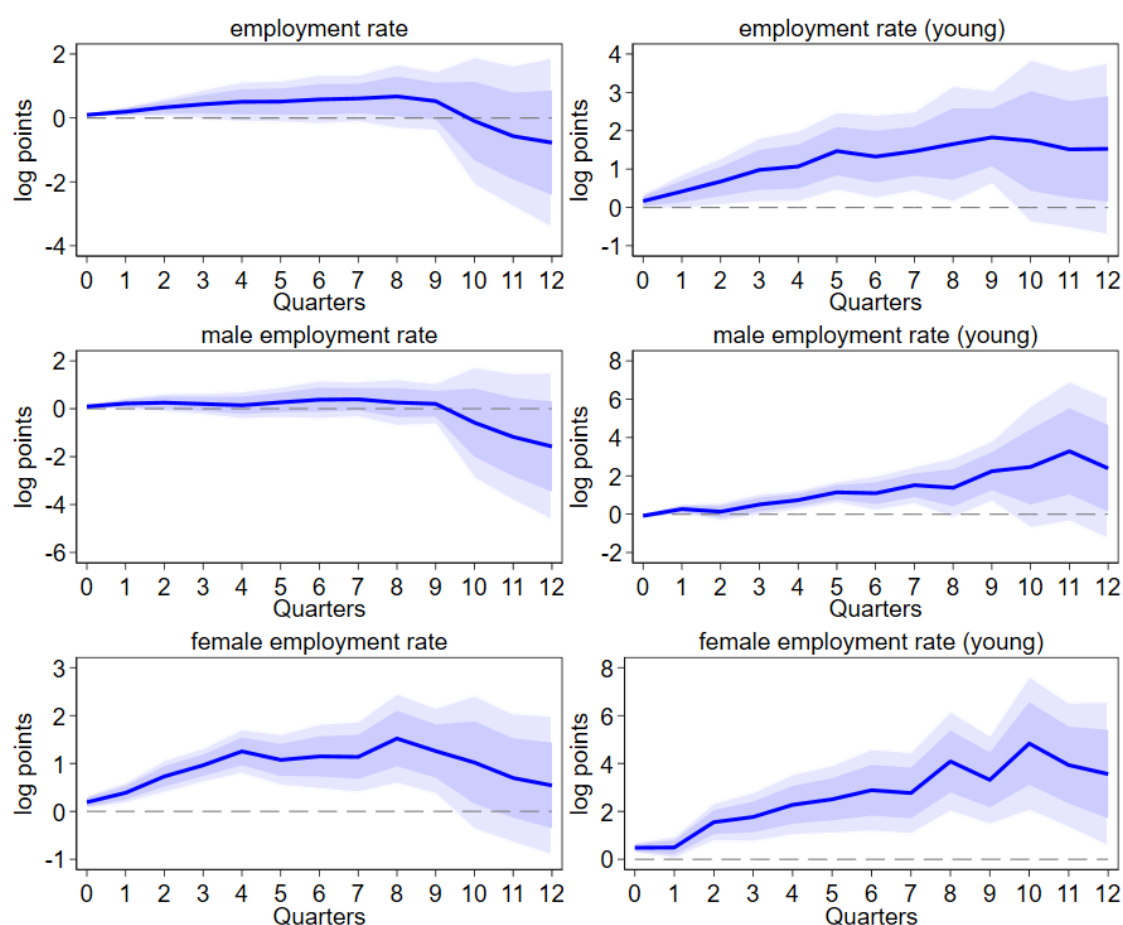 employment rate
log points
2
0
-2
-4
0 1 2 3 4 5 6 7 8 9 10 11 12
Quarters
employment rate (young)
log points
4
3
2
1
0
-1
0 1 2 3 4 5 6 7 8 9 10 11 12
Quarters
male employment rate
log points
2
0
-2
-4
-6
0 1 2 3 4 5 6 7 8 9 10 11 12
Quarters
male employment rate (young)
log points
8
6
4
2
0
-2
0 1 2 3 4 5 6 7 8 9 10 11 12
Quarters
female employment rate
log points
3
2
1
0
-1
0 1 2 3 4 5 6 7 8 9 10 11 12
Quarters
female employment rate (young)
log points
8
6
4
2
0
0 1 2 3 4 5 6 7 8 9 10 11 12
Quarters